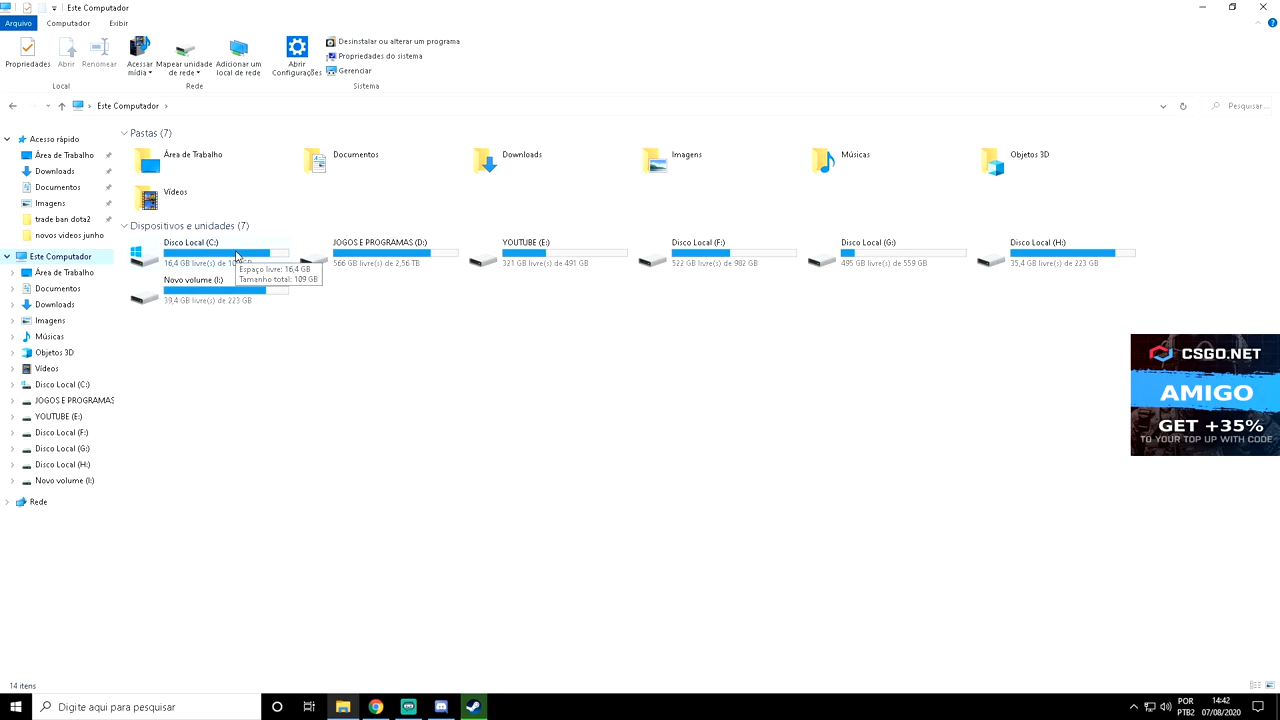 Este Computador
Arquivo Computador Exibir
Propriedades
Abrir
Renomear
Acessar mídia
Mapear unidade de rede
Adicionar um local de rede
Abrir Configurações
Desinstalar ou alterar um programa
Propriedades do sistema
Gerenciar
Local
Rede
Sistema
Este Computador
Pesquisar ...
Acesso rápido
Área de Trabalho
Downloads
Documentos
Imagens
trade ban dota2
novos videos junho
Este Computador
Área de Trabalho
Documentos
Downloads
Imagens
Músicas
Objetos 3D
Vídeos
Disco Local (C:)
JOGOS E PROGRAMAS
YOUTUBE (E:)
Disco Local (F:)
Disco Local (G:)
Disco Local (H:)
Novo volume (I:)
Rede
Pastas (7)
Área de Trabalho
Documentos
Downloads
Imagens
Músicas
Objetos 3D
Vídeos
Dispositivos e unidades (7)
Disco Local (C:)
16,4 GB livre(s) de
JOGOS E PROGRAMAS (D:)
566 GB livre(s) de 2,56 TB
YOUTUBE (E:)
321 GB livre(s) de 491 GB
Disco Local (F:)
522 GB livre(s) de 982 GB
Disco Local (G:)
495 GB livre(s) de 559 GB
Disco Local (H:)
35,4 GB livre(s) de 223 GB
Novo volume (I:)
39,4 GB livre(s) de 223 GB
Espaço livre: 16,4 GB
Tamanho total: 109 GB
CSGO.NET
AMIGO
GET +35%
TO YOUR TOP UP WITH CODE
14 itens
Digite aqui para pesquisar
POR
PTB2
14:42
07/08/2020